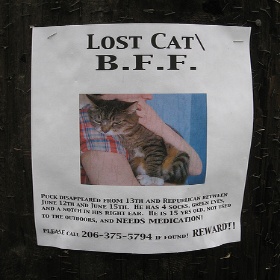 Lost Cat\
B.F.F.
Puck disappeared from 13th and Republican between
June 12th and June 15th. He has 4 socks, green eyes,
and a notch in his right ear. He is 15 yrs old, not used
to the outdoors, and NEEDS MEDICATION!
Please call 206-375-5794 if found! REWARD!!